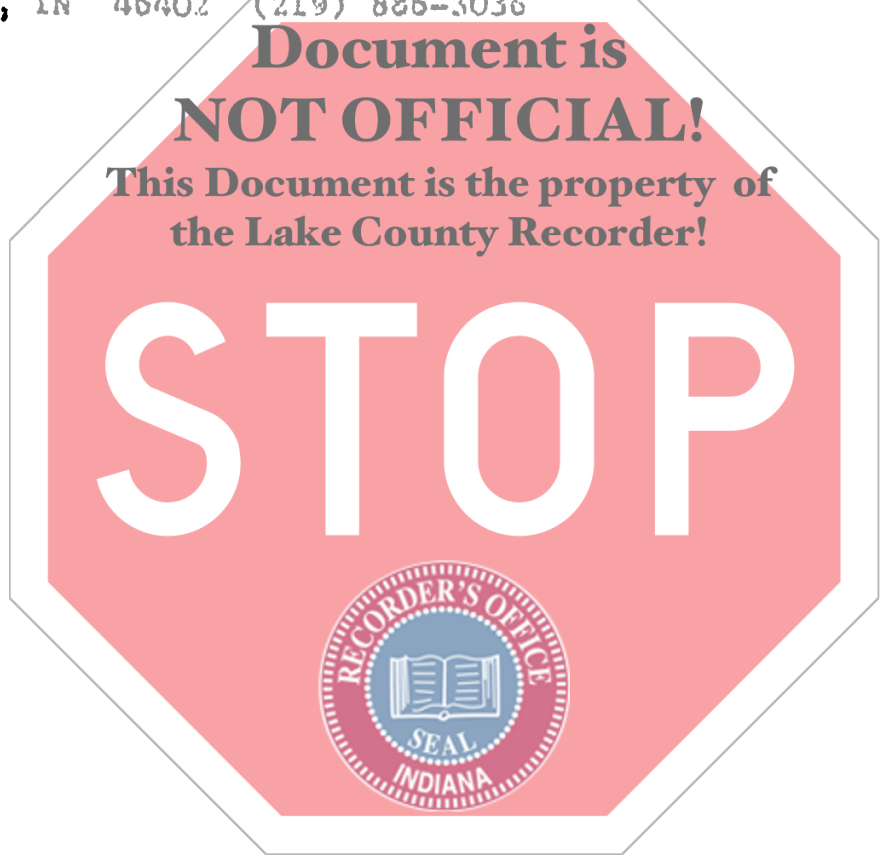 , IN 46402 (219) 886-3036
Document is
NOT OFFICIAL!
This Document is the property of
the Lake County Recorder!
STOP
RECORDER'S OFFICE
SEAL
INDIANA